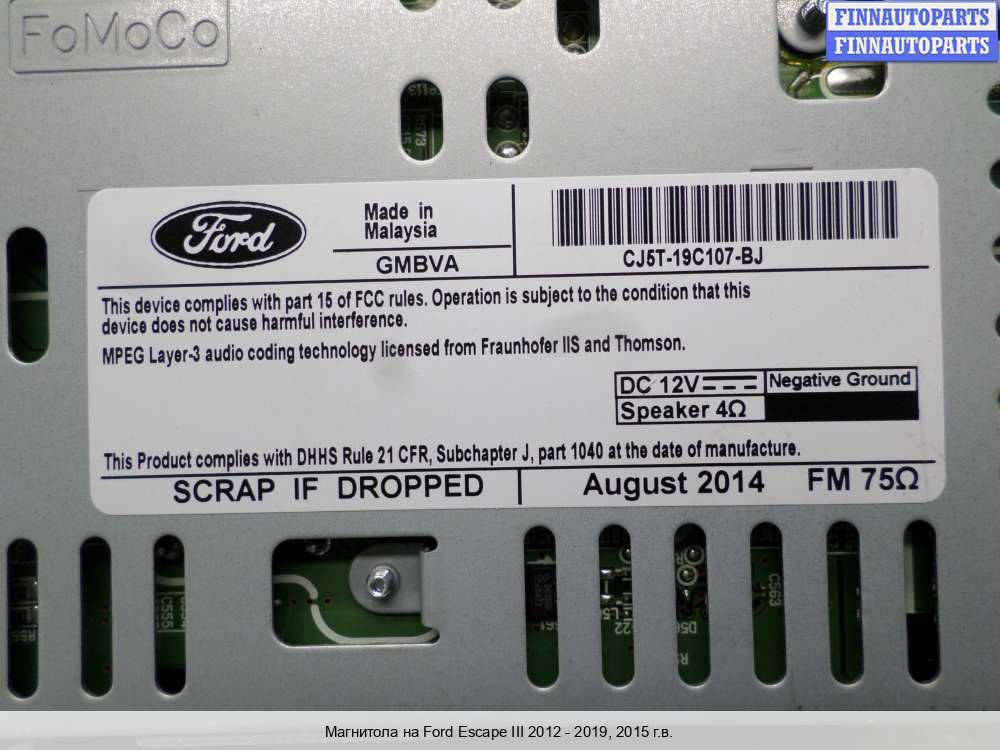 FoMoCo
FINNAUTOPARTS
FINNAUTOPARTS
Ford
Made in
Malaysia
GMBVA
CJ5T-19C107-BJ
This device complies with part 15 of FCC rules. Operation is subject to the condition that this
device does not cause harmful interference.
MPEG Layer-3 audio coding technology licensed from Fraunhofer IIS and Thomson.
DC 12V
Negative Ground
Speaker 4Ω
This Product complies with DHHS Rule 21 CFR, Subchapter J, part 1040 at the date of manufacture.
SCRAP IF DROPPED
August 2014
FM 75Ω
C555
C563
Магнитола на Ford Escape III 2012 - 2019, 2015 г.в.